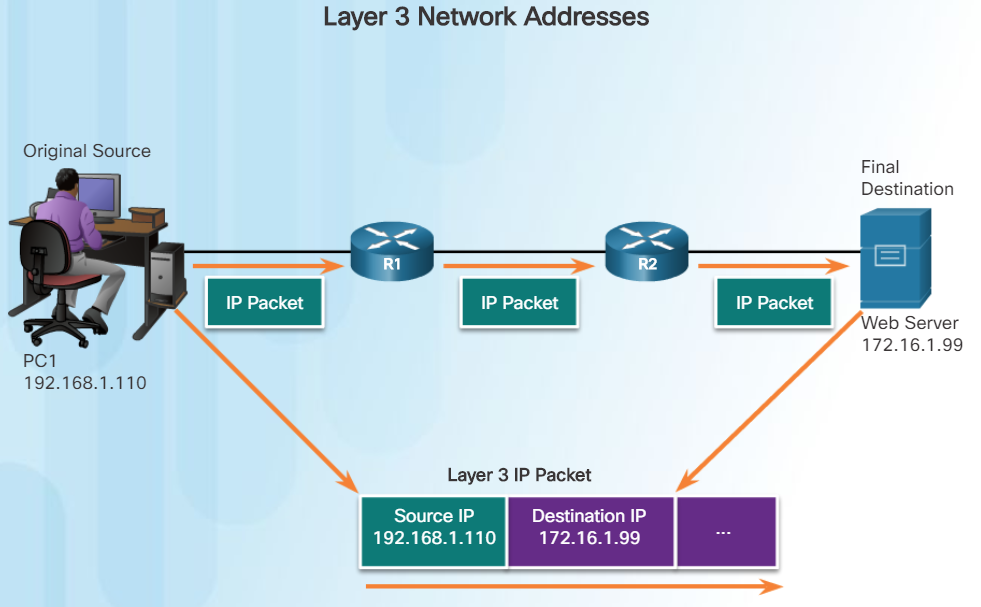 Layer 3 Network Addresses
Original Source
Final
Destination
R1
R2
IP Packet
IP Packet
IP Packet
PC1
192.168.1.110
Web Server
172.16.1.99
Layer 3 IP Packet
Source IP
192.168.1.110
Destination IP
172.16.1.99
...